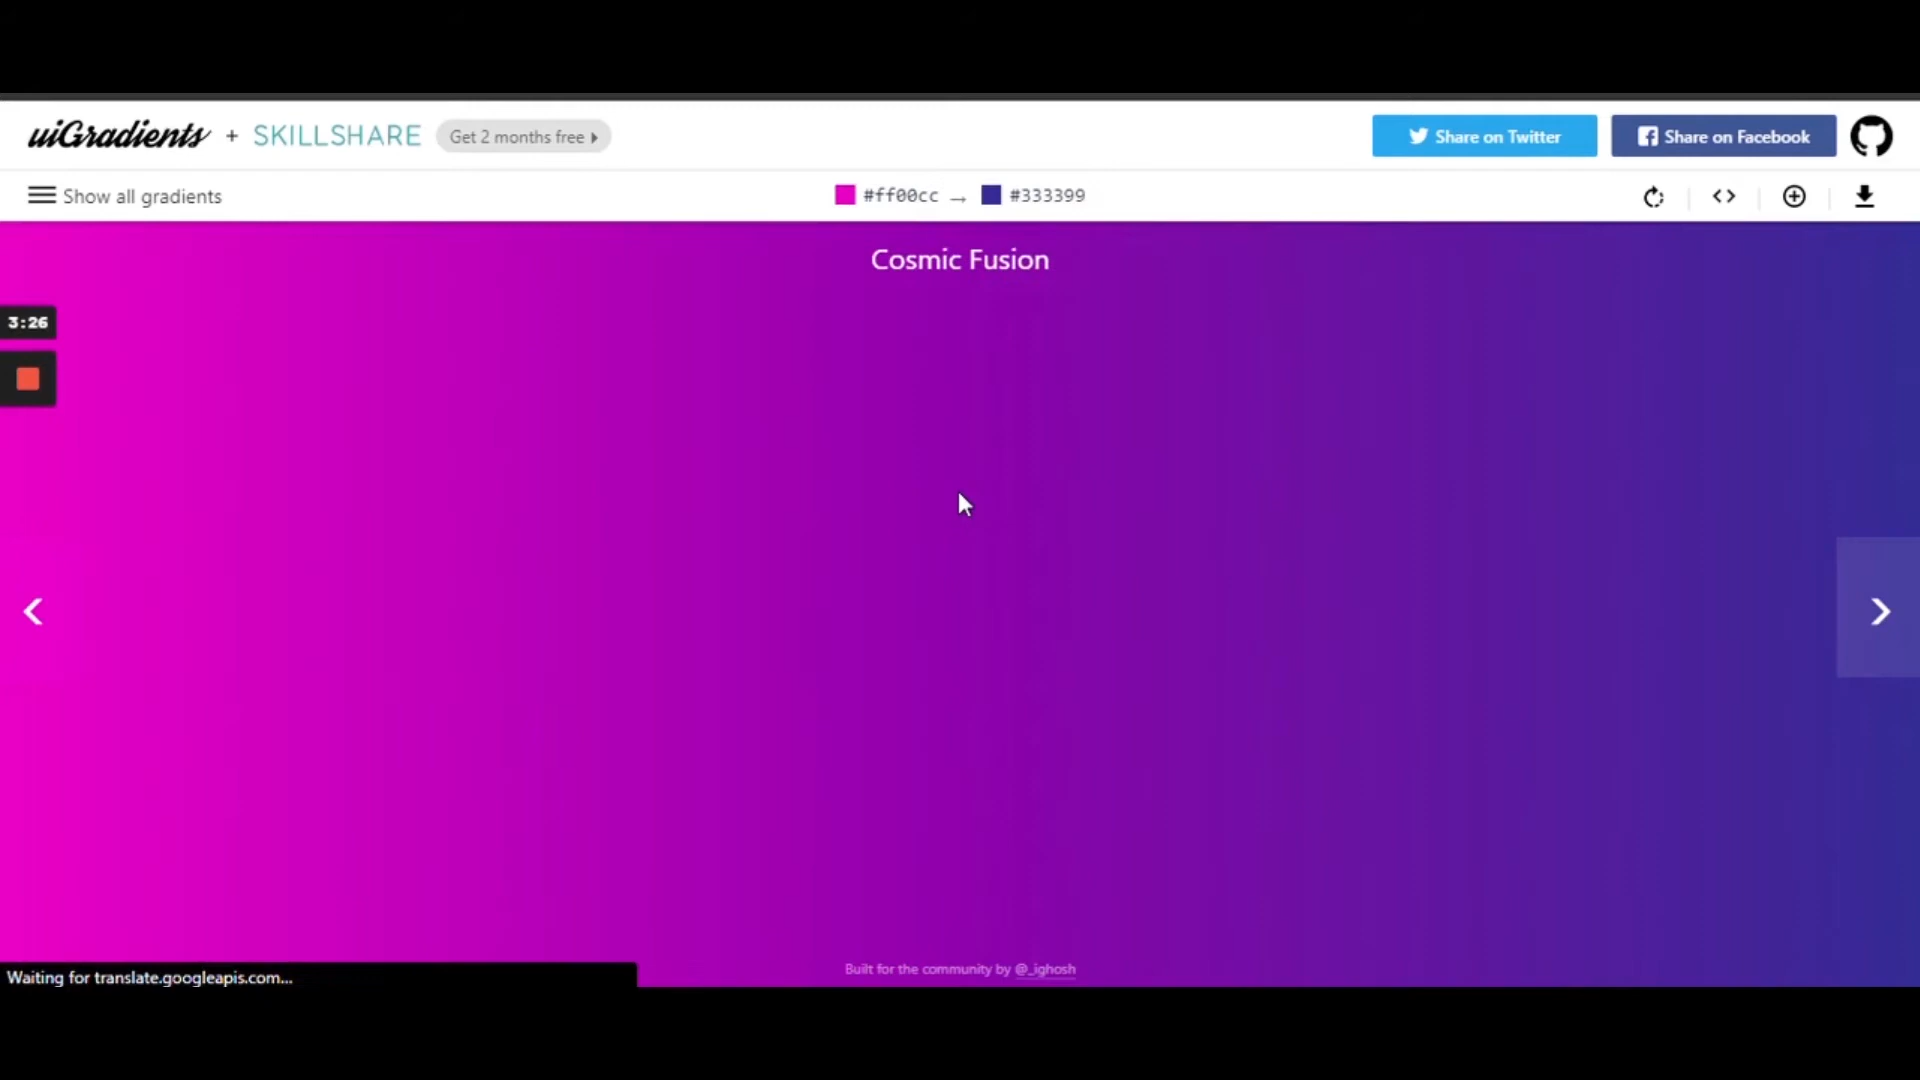 uiGradients + SKILLSHARE Get 2 months free
Share on Twitter
Share on Facebook
Show all gradients
#ff00cc → #333399
Cosmic Fusion
3:26
Built for the community by @_ighosh
Waiting for translate.googleapis.com...